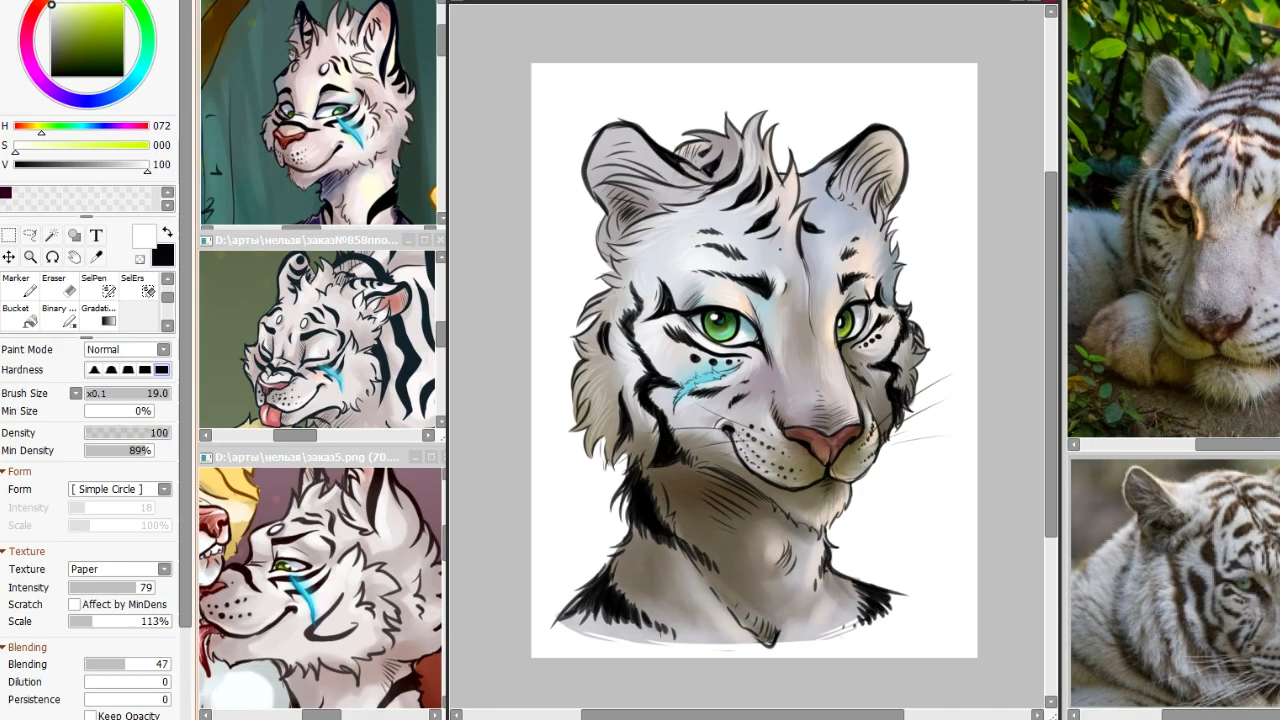 H 072
S 000
V 100
T
Marker Eraser SelPen SelErs
Bucket Binary ... Gradati...
Paint Mode Normal
Hardness
Brush Size x0.1 19.0
Min Size 0%
Density 100
Min Density 89%
Form
Form [ Simple Circle ]
Intensity 18
Scale 100%
Texture
Texture Paper
Intensity 79
Scratch Affect by MinDens
Scale 113%
Blending
Blending 47
Dilution 0
Persistence 0
Keep Opacity
D:\арты\нельзя\заказ№858ппо...
D:\арты\нельзя\заказ5.png (70....